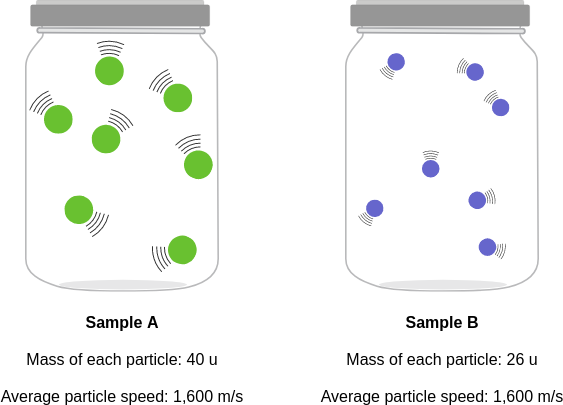 Sample A
Mass of each particle: 40 u
Average particle speed: 1,600 m/s
Sample B
Mass of each particle: 26 u
Average particle speed: 1,600 m/s